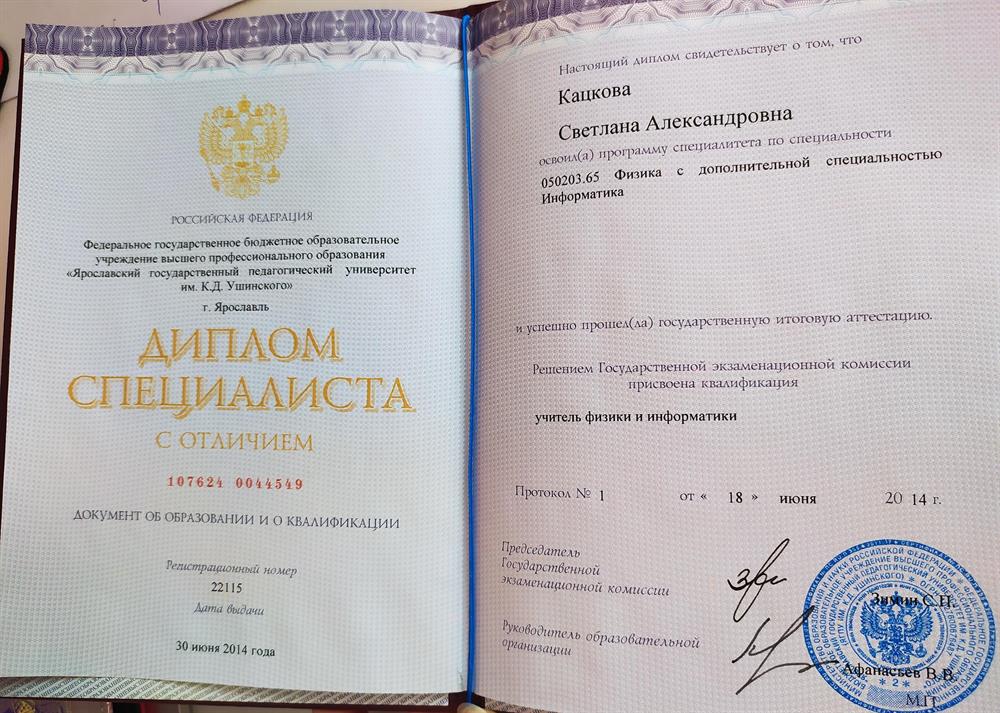 РОССИЙСКАЯ ФЕДЕРАЦИЯ
Федеральное государственное бюджетное образовательное
учреждение высшего профессионального образования
«Ярославский государственный педагогический университет
им. К.Д. Ушинского»
г. Ярославль
ДИПЛОМ
СПЕЦИАЛИСТА
С ОТЛИЧИЕМ
107624 0044549
ДОКУМЕНТ ОБ ОБРАЗОВАНИИ И О КВАЛИФИКАЦИИ
Регистрационный номер
22115
Дата выдачи
30 июня 2014 года
Настоящий диплом свидетельствует о том, что
Кацкова
Светлана Александровна
освоил(а) программу специалитета по специальности
050203.65 Физика с дополнительной специальностью
Информатика
и успешно прошел(ла) государственную итоговую аттестацию.
Решением Государственной экзаменационной комиссии
присвоена квалификация
учитель физики и информатики
Протокол № 1 от « 18 » июня 20 14 г.
Председатель
Государственной
экзаменационной комиссии
Зимин С.П.
Руководитель образовательной
организации
Афанасьев В.В.
М.П.